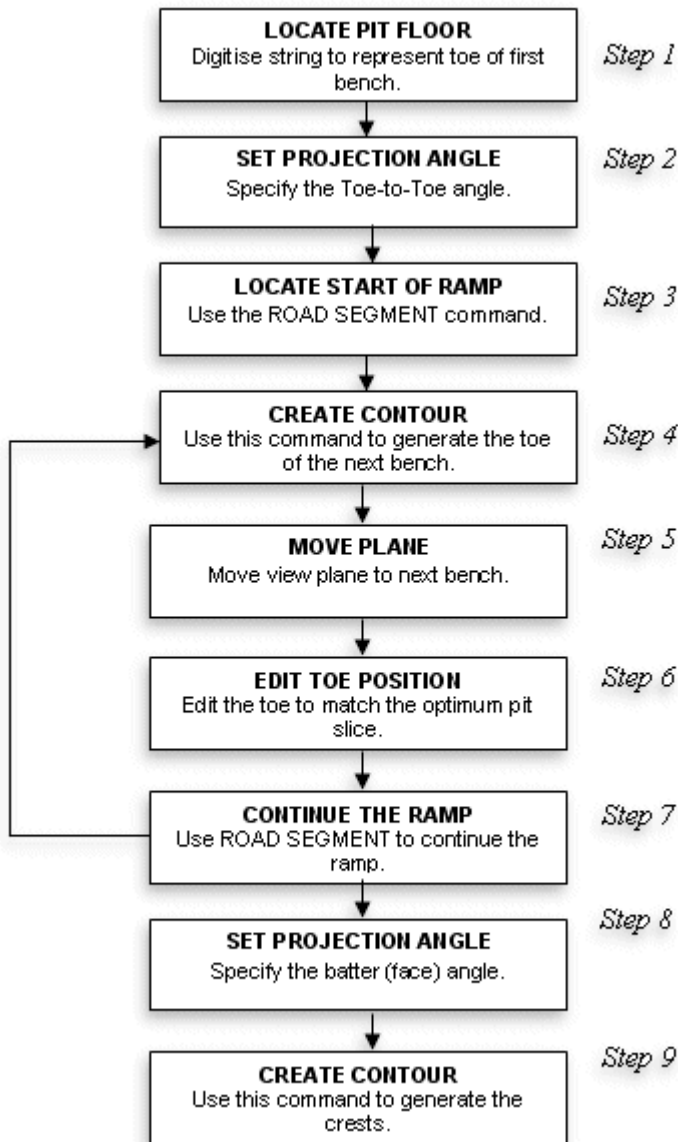 LOCATE PIT FLOOR
Digitise string to represent toe of first
bench.
Step 1
SET PROJECTION ANGLE
Specify the Toe-to-Toe angle.
Step 2
LOCATE START OF RAMP
Use the ROAD SEGMENT command.
Step 3
CREATE CONTOUR
Use this command to generate the toe
of the next bench.
Step 4
MOVE PLANE
Move view plane to next bench.
Step 5
EDIT TOE POSITION
Edit the toe to match the optimum pit
slice.
Step 6
CONTINUE THE RAMP
Use ROAD SEGMENT to continue the
ramp.
Step 7
SET PROJECTION ANGLE
Specify the batter (face) angle.
Step 8
CREATE CONTOUR
Use this command to generate the
crests.
Step 9